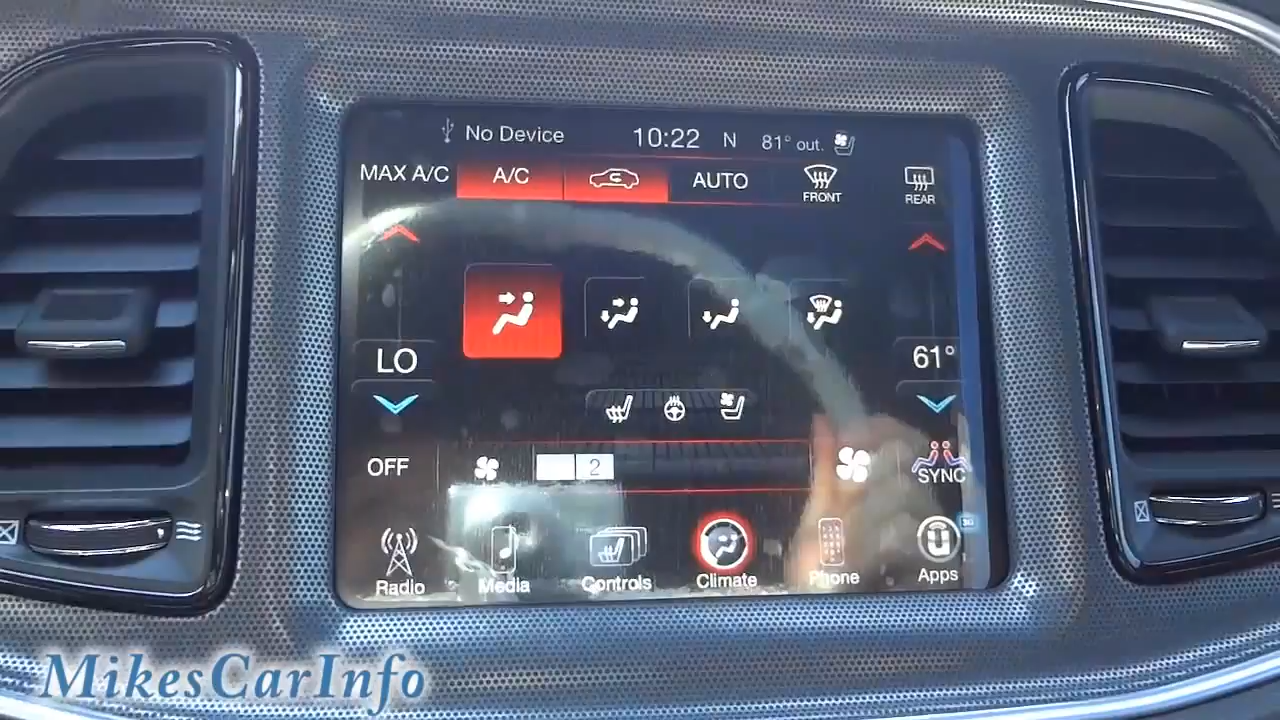 No Device 10:22 N 81° out.
MAX A/C A/C AUTO FRONT REAR
LO 61°
OFF 2 SYNC
3G
Radio Media Controls Climate Phone Apps
MikesCarInfo